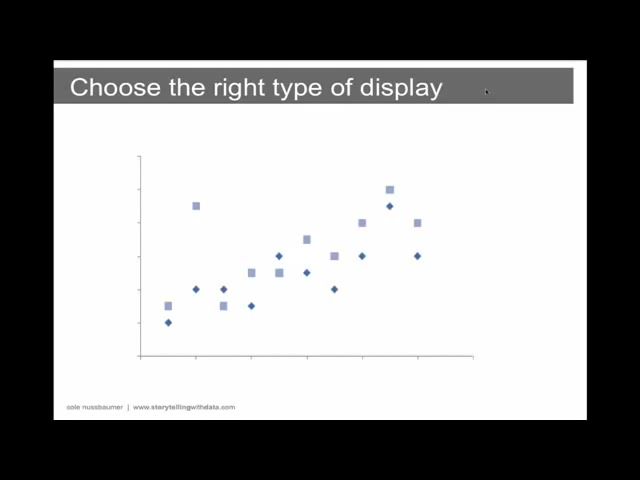 Choose the right type of display
cole nussbaumer | www.storytellingwithdata.com